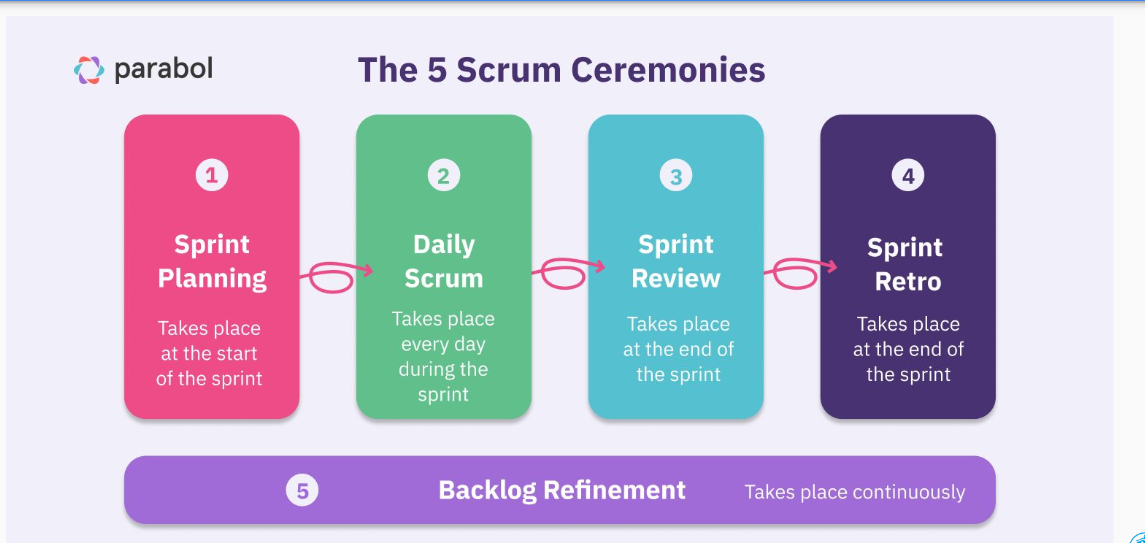 parabol
The 5 Scrum Ceremonies
1
Sprint
Planning
Takes place
at the start
of the sprint
2
Daily
Scrum
Takes place
every day
during the
sprint
3
Sprint
Review
Takes place
at the end of
the sprint
4
Sprint
Retro
Takes place
at the end of
the sprint
5
Backlog Refinement
Takes place continuously